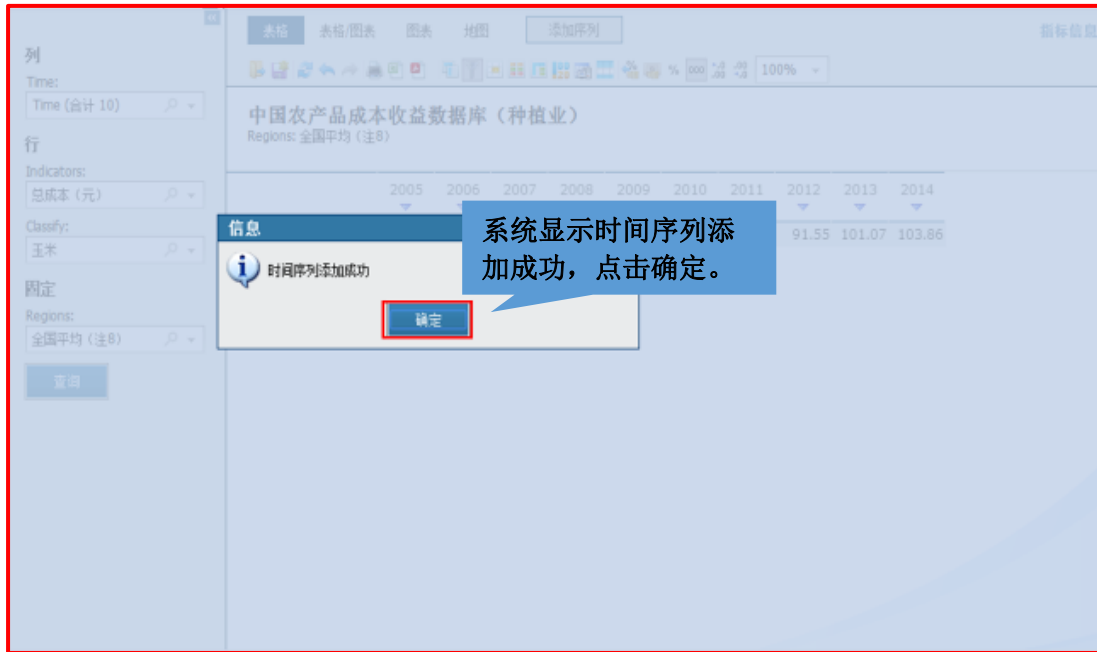 列
Time:
Time (合计 10)
行
Indicators:
总成本（元）
Classify:
玉米
固定
Regions:
全国平均（注8）
查询
表格 表格/图表 图表 地图 添加序列 指标信息
% 000 100%
中国农产品成本收益数据库（种植业）
Regions: 全国平均（注8）
2005 2006 2007 2008 2009 2010 2011 2012 2013 2014
91.55 101.07 103.86
信息
时间序列添加成功
确定
系统显示时间序列添
加成功，点击确定。